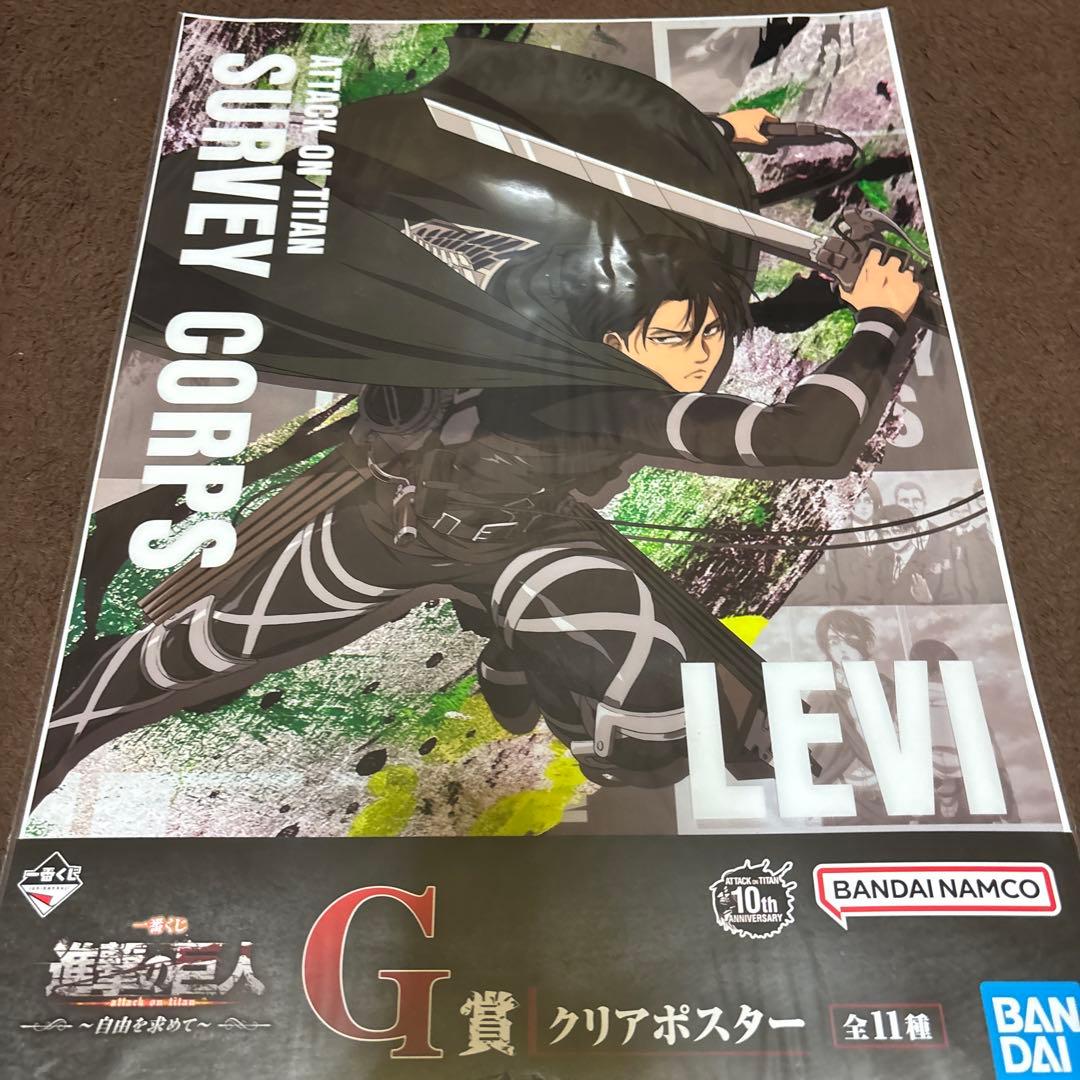 ATTACK ON TITAN
SURVEY CORPS
LEVI
一番くじ
一番くじ
進撃の巨人
attack on titan
～自由を求めて～
G賞
クリアポスター
全11種
ATTACK ON TITAN
10th
ANNIVERSARY
BANDAI NAMCO
BAN
DAI